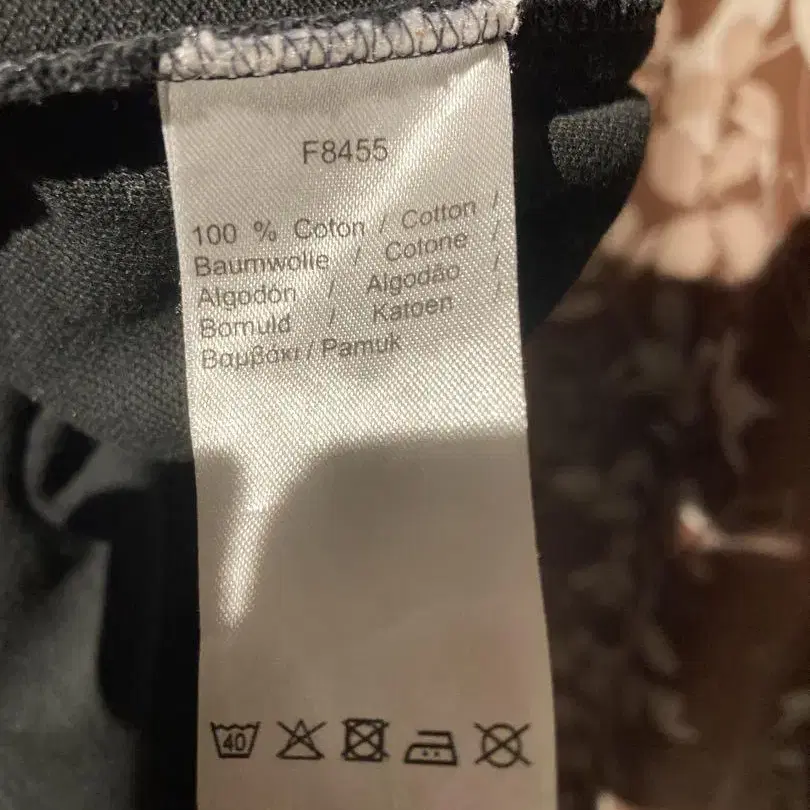 F8455
100 % Coton / Cotton /
Baumwolle / Cotone /
Algodón / Algodão /
Bomuld / Katoen /
Βαμβάκι / Pamuk
40